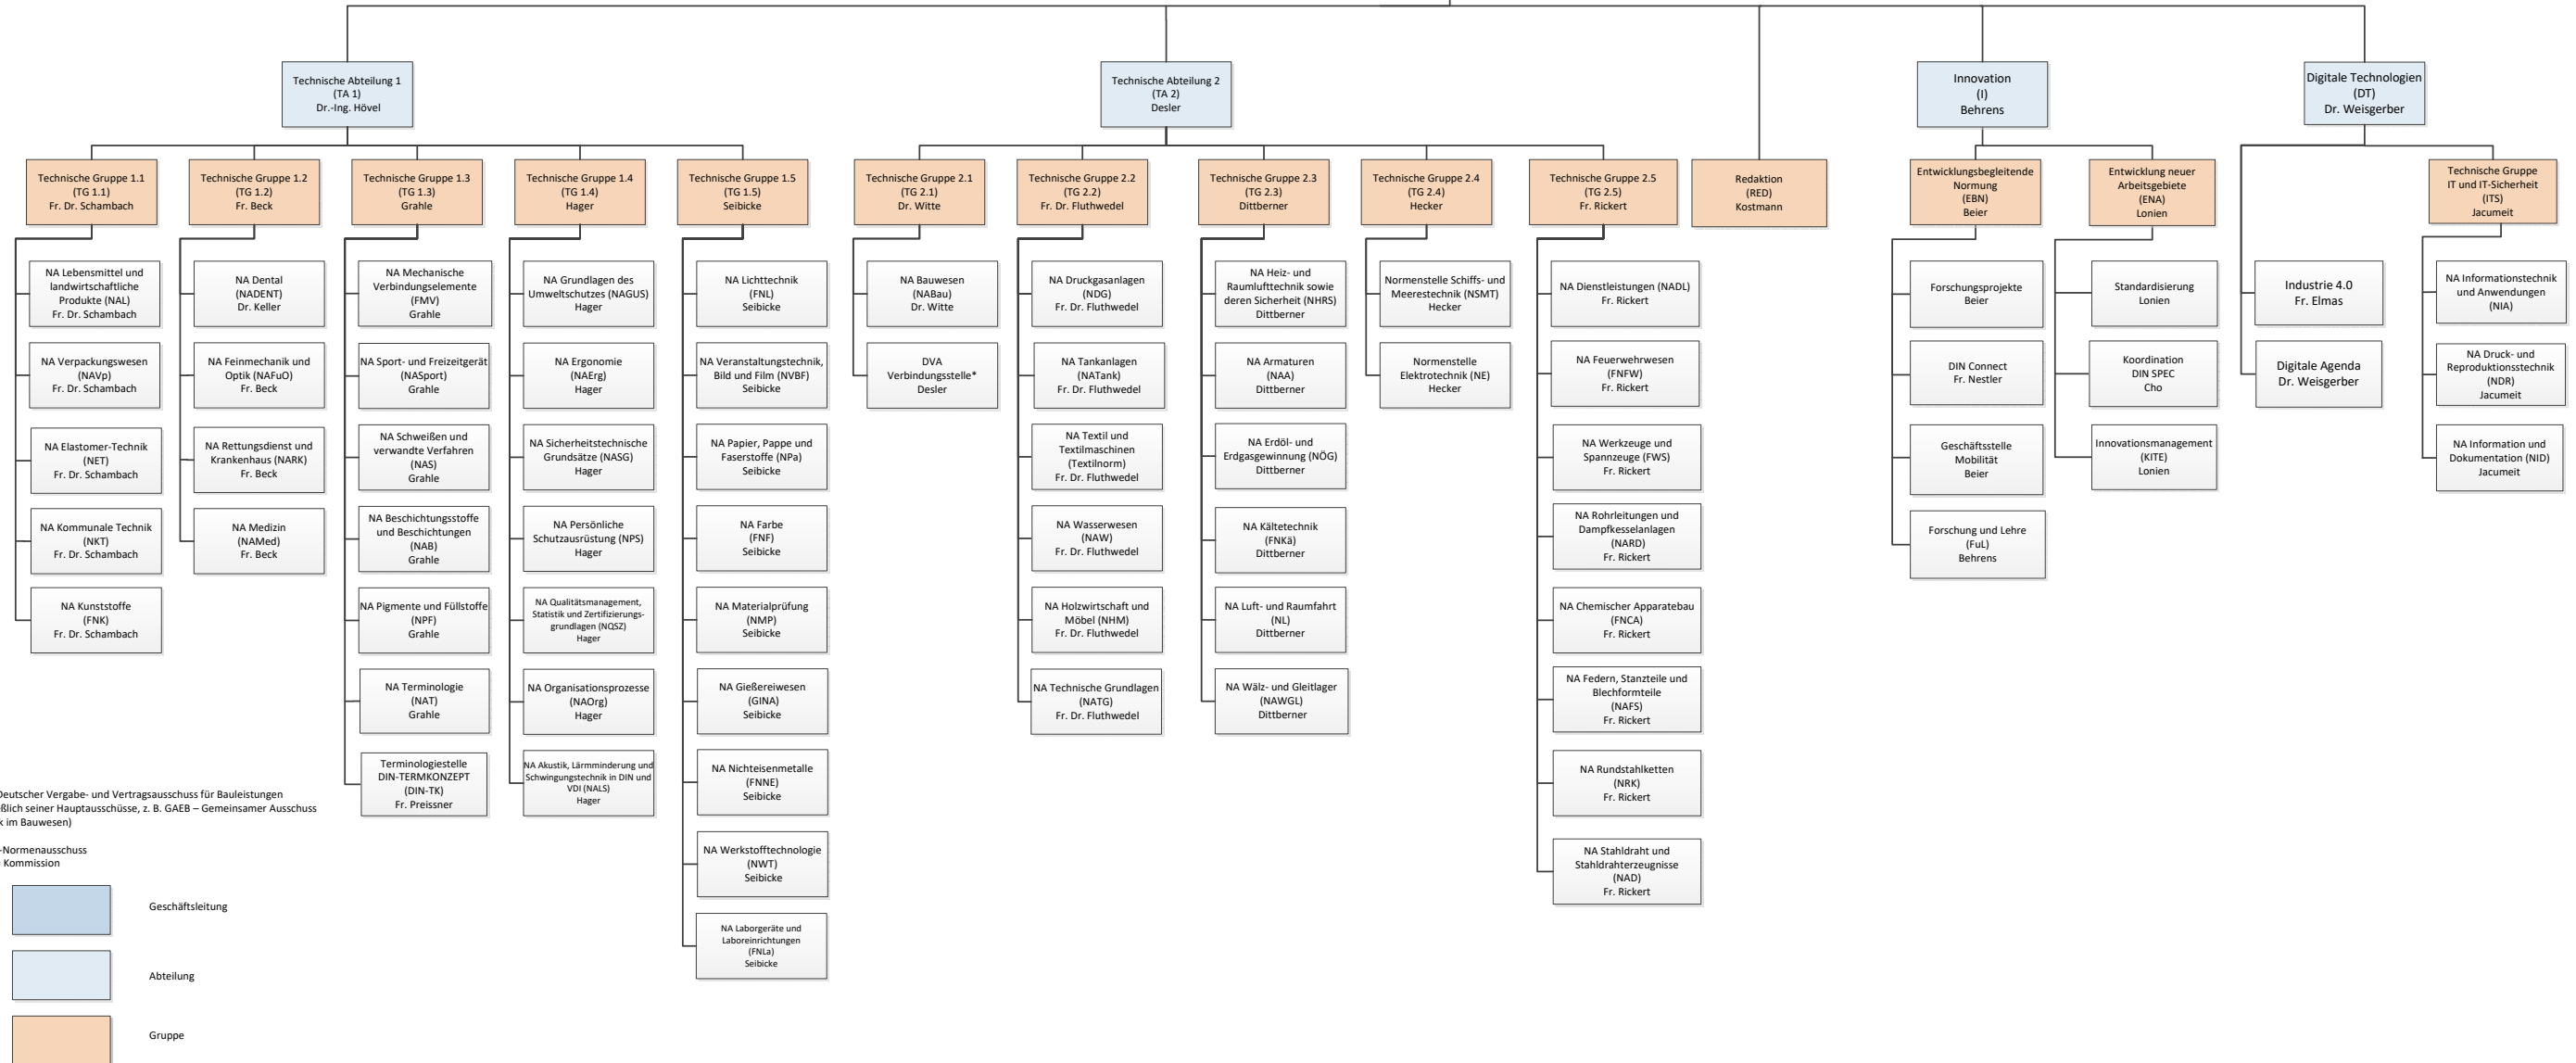 Technische Abteilung 1
(TA 1)
Dr.-Ing. Hövel
Technische Abteilung 2
(TA 2)
Desler
Innovation
(I)
Behrens
Digitale Technologien
(DT)
Dr. Weisgerber
Technische Gruppe 1.1
(TG 1.1)
Fr. Dr. Schambach
Technische Gruppe 1.2
(TG 1.2)
Fr. Beck
Technische Gruppe 1.3
(TG 1.3)
Grahle
Technische Gruppe 1.4
(TG 1.4)
Hager
Technische Gruppe 1.5
(TG 1.5)
Seibicke
Technische Gruppe 2.1
(TG 2.1)
Dr. Witte
Technische Gruppe 2.2
(TG 2.2)
Fr. Dr. Fluthwedel
Technische Gruppe 2.3
(TG 2.3)
Dittberner
Technische Gruppe 2.4
(TG 2.4)
Hecker
Technische Gruppe 2.5
(TG 2.5)
Fr. Rickert
Redaktion
(RED)
Kostmann
Entwicklungsbegleitende
Normung
(EBN)
Beier
Entwicklung neuer
Arbeitsgebiete
(ENA)
Lonien
Technische Gruppe
IT und IT-Sicherheit
(ITS)
Jacumeit
NA Lebensmittel und
landwirtschaftliche
Produkte (NAL)
Fr. Dr. Schambach
NA Verpackungswesen
(NAVp)
Fr. Dr. Schambach
NA Elastomer-Technik
(NET)
Fr. Dr. Schambach
NA Kommunale Technik
(NKT)
Fr. Dr. Schambach
NA Kunststoffe
(FNK)
Fr. Dr. Schambach
NA Dental
(NADENT)
Dr. Keller
NA Feinmechanik und
Optik (NAFuO)
Fr. Beck
NA Rettungsdienst und
Krankenhaus (NARK)
Fr. Beck
NA Medizin
(NAMed)
Fr. Beck
NA Mechanische
Verbindungselemente
(FMV)
Grahle
NA Sport- und Freizeitgerät
(NASport)
Grahle
NA Schweißen und
verwandte Verfahren
(NAS)
Grahle
NA Beschichtungsstoffe
und Beschichtungen
(NAB)
Grahle
NA Pigmente und Füllstoffe
(NPF)
Grahle
NA Terminologie
(NAT)
Grahle
Terminologiestelle
DIN-TERMKONZEPT
(DIN-TK)
Fr. Preissner
NA Grundlagen des
Umweltschutzes (NAGUS)
Hager
NA Ergonomie
(NAErg)
Hager
NA Sicherheitstechnische
Grundsätze (NASG)
Hager
NA Persönliche
Schutzausrüstung (NPS)
Hager
NA Qualitätsmanagement,
Statistik und Zertifizierungs-
grundlagen (NQSZ)
Hager
NA Organisationsprozesse
(NAOrg)
Hager
NA Akustik, Lärmminderung und
Schwingungstechnik in DIN und
VDI (NALS)
Hager
NA Lichttechnik
(FNL)
Seibicke
NA Veranstaltungstechnik,
Bild und Film (NVBF)
Seibicke
NA Papier, Pappe und
Faserstoffe (NPa)
Seibicke
NA Farbe
(FNF)
Seibicke
NA Materialprüfung
(NMP)
Seibicke
NA Gießereiwesen
(GINA)
Seibicke
NA Nichteisenmetalle
(FNNE)
Seibicke
NA Werkstofftechnologie
(NWT)
Seibicke
NA Laborgeräte und
Laboreinrichtungen
(FNLa)
Seibicke
NA Bauwesen
(NABau)
Dr. Witte
DVA
Verbindungsstelle*
Desler
NA Druckgasanlagen
(NDG)
Fr. Dr. Fluthwedel
NA Tankanlagen
(NATank)
Fr. Dr. Fluthwedel
NA Textil und
Textilmaschinen
(Textilnorm)
Fr. Dr. Fluthwedel
NA Wasserwesen
(NAW)
Fr. Dr. Fluthwedel
NA Holzwirtschaft und
Möbel (NHM)
Fr. Dr. Fluthwedel
NA Technische Grundlagen
(NATG)
Fr. Dr. Fluthwedel
NA Heiz- und
Raumlufttechnik sowie
deren Sicherheit (NHRS)
Dittberner
NA Armaturen
(NAA)
Dittberner
NA Erdöl- und
Erdgasgewinnung (NÖG)
Dittberner
NA Kältetechnik
(FNKä)
Dittberner
NA Luft- und Raumfahrt
(NL)
Dittberner
NA Wälz- und Gleitlager
(NAWGL)
Dittberner
Normenstelle Schiffs- und
Meerestechnik (NSMT)
Hecker
Normenstelle
Elektrotechnik (NE)
Hecker
NA Dienstleistungen (NADL)
Fr. Rickert
NA Feuerwehrwesen
(FNFW)
Fr. Rickert
NA Werkzeuge und
Spannzeuge (FWS)
Fr. Rickert
NA Rohrleitungen und
Dampfkesselanlagen
(NARD)
Fr. Rickert
NA Chemischer Apparatebau
(FNCA)
Fr. Rickert
NA Federn, Stanzteile und
Blechformteile
(NAFS)
Fr. Rickert
NA Rundstahlketten
(NRK)
Fr. Rickert
NA Stahldraht und
Stahldrahterzeugnisse
(NAD)
Fr. Rickert
Forschungsprojekte
Beier
DIN Connect
Fr. Nestler
Geschäftsstelle
Mobilität
Beier
Forschung und Lehre
(FuL)
Behrens
Standardisierung
Lonien
Koordination
DIN SPEC
Cho
Innovationsmanagement
(KITE)
Lonien
Industrie 4.0
Fr. Elmas
Digitale Agenda
Dr. Weisgerber
NA Informationstechnik
und Anwendungen
(NIA)
NA Druck- und
Reproduktionsstechnik
(NDR)
Jacumeit
NA Information und
Dokumentation (NID)
Jacumeit
Deutscher Vergabe- und Vertragsausschuss für Bauleistungen
eßlich seiner Hauptausschüsse, z. B. GAEB – Gemeinsamer Ausschuss
k im Bauwesen)
-Normenausschuss
Kommission
Geschäftsleitung
Abteilung
Gruppe